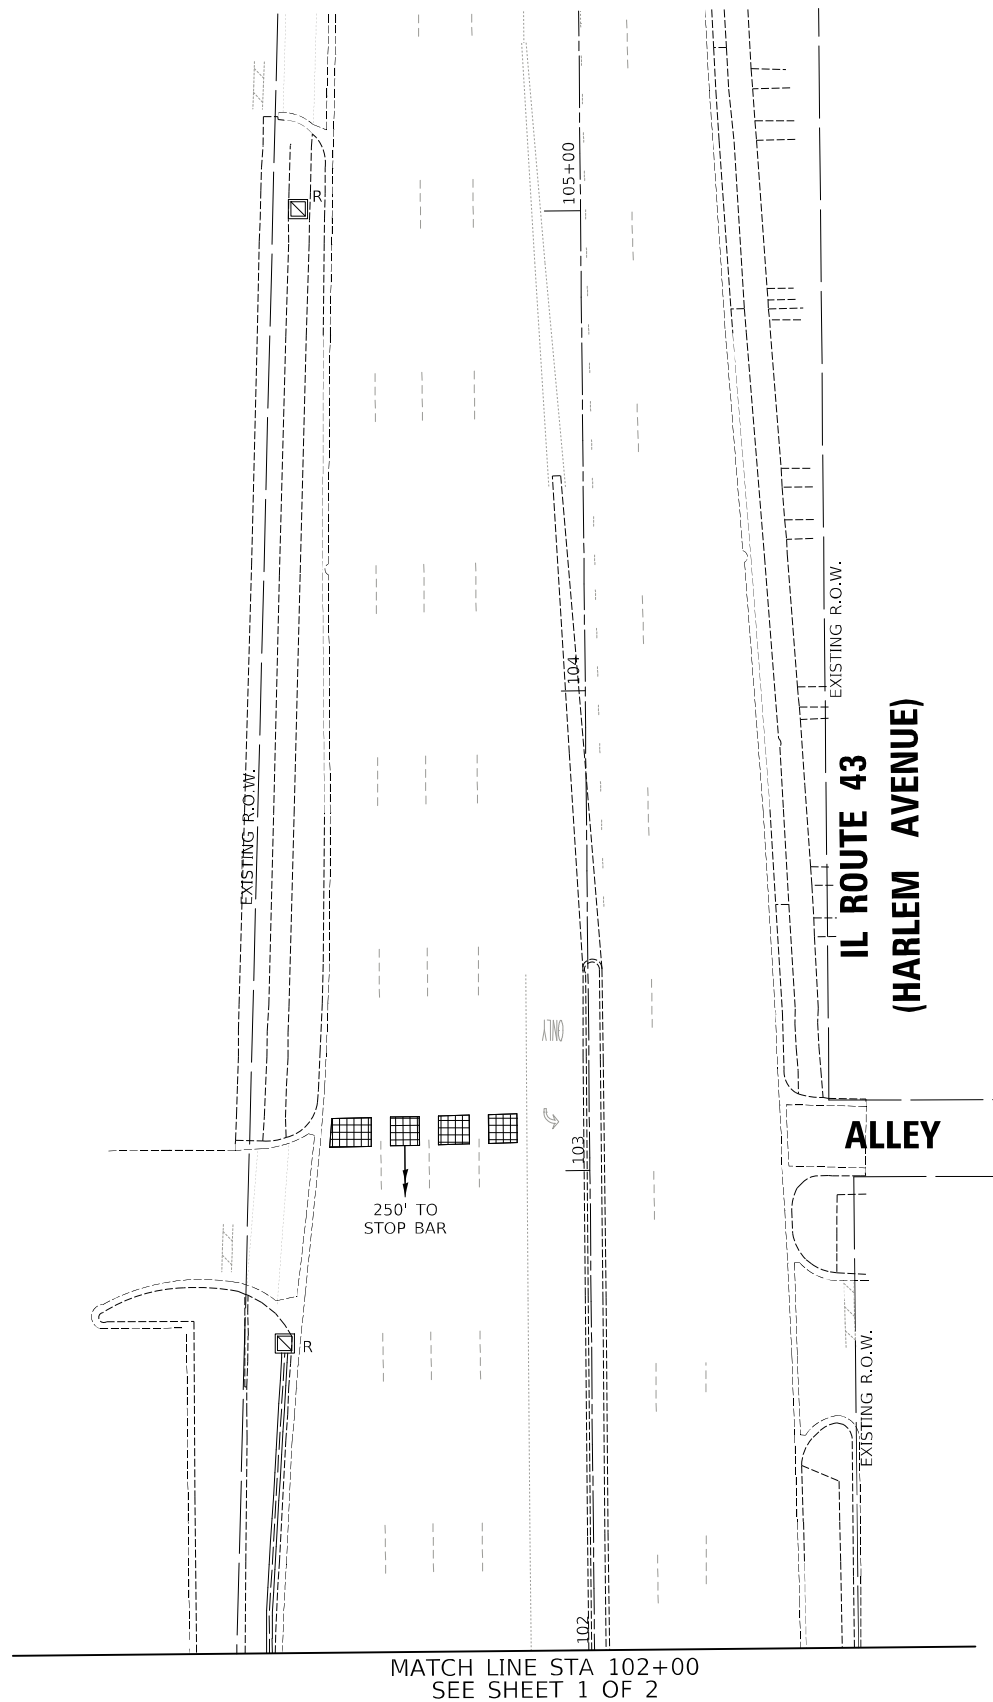 R
105+00
EXISTING R.O.W.
104
IL ROUTE 43
(HARLEM AVENUE)
EXISTING R.O.W.
ONLY
103
ALLEY
250' TO
STOP BAR
R
EXISTING R.O.W.
102
MATCH LINE STA 102+00
SEE SHEET 1 OF 2